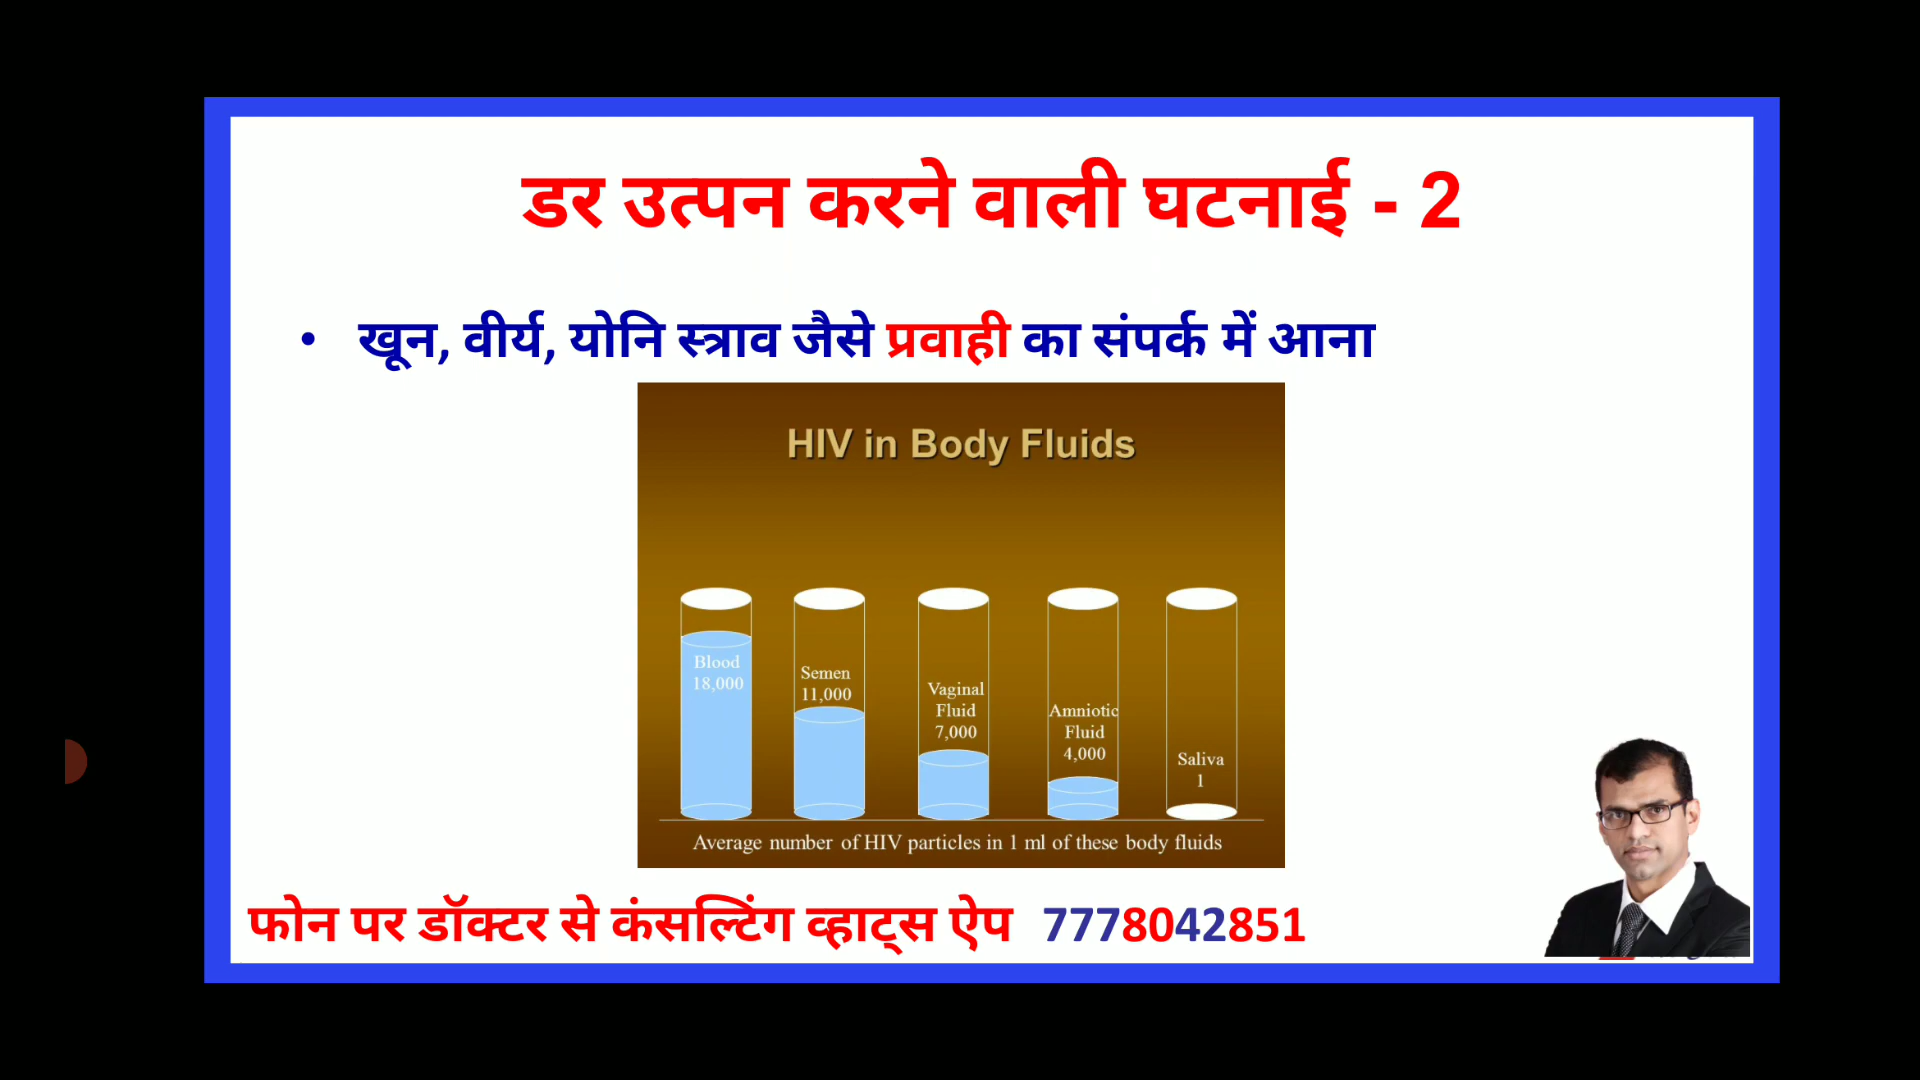 डर उत्पन करने वाली घटनाई - 2
• खून, वीर्य, योनि स्त्राव जैसे प्रवाही का संपर्क में आना
HIV in Body Fluids
Blood
18,000
Semen
11,000
Vaginal
Fluid
7,000
Amniotic
Fluid
4,000
Saliva
1
Average number of HIV particles in 1 ml of these body fluids
फोन पर डॉक्टर से कंसल्टिंग व्हाट्स ऐप 7778042851